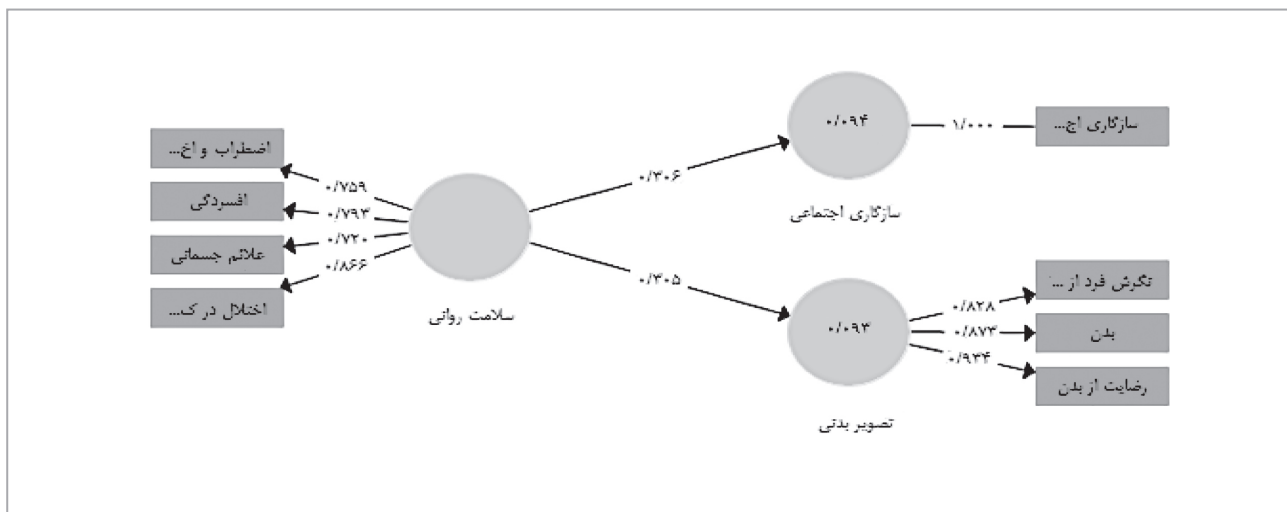 اضطراب و اخ...
افسردگی
علائم جسمانی
اختلال در ک...
۰/۷۵۹
۰/۷۹۳
۰/۷۲۰
۰/۸۶۶
سلامت روانی
۰/۳۰۶
۰/۳۰۵
۰/۰۹۴
سازگاری اجتماعی
۱/۰۰۰
سازگاری اج...
۰/۰۹۳
تصویر بدنی
۰/۸۲۸
۰/۸۷۳
۰/۹۳۴
نگرش فرد از ...
بدن
رضایت از بدن